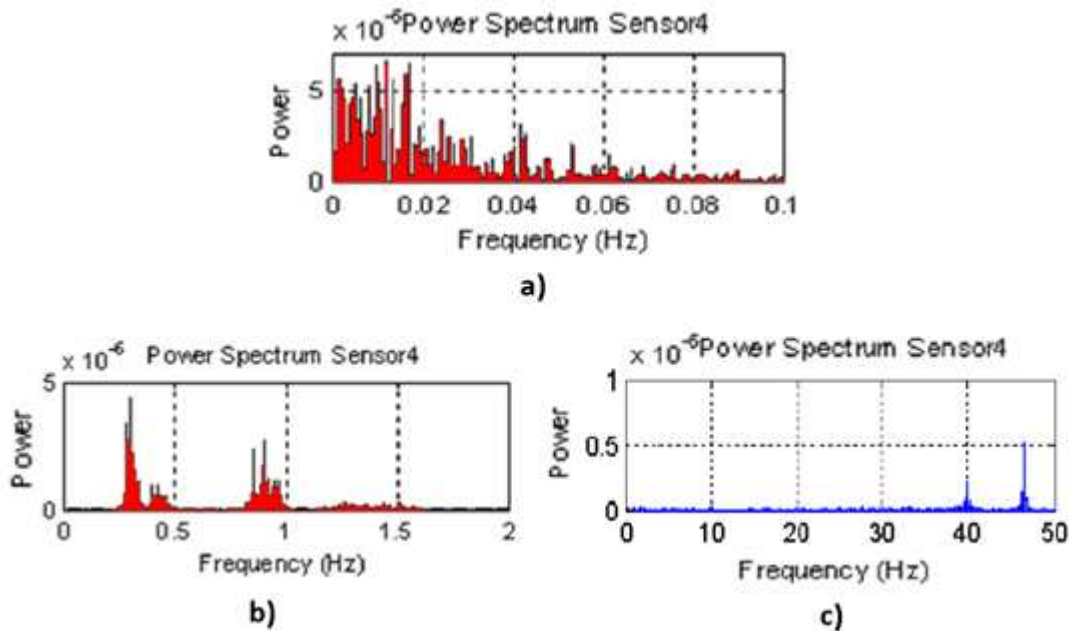 x 10⁻⁵Power Spectrum Sensor4
Power
5
0
0 0.02 0.04 0.06 0.08 0.1
Frequency (Hz)
a)
x 10⁻⁶ Power Spectrum Sensor4
Power
5
0
0 0.5 1 1.5 2
Frequency (Hz)
b)
x 10⁻⁵Power Spectrum Sensor4
Power
1
0.5
0
0 10 20 30 40 50
Frequency (Hz)
c)